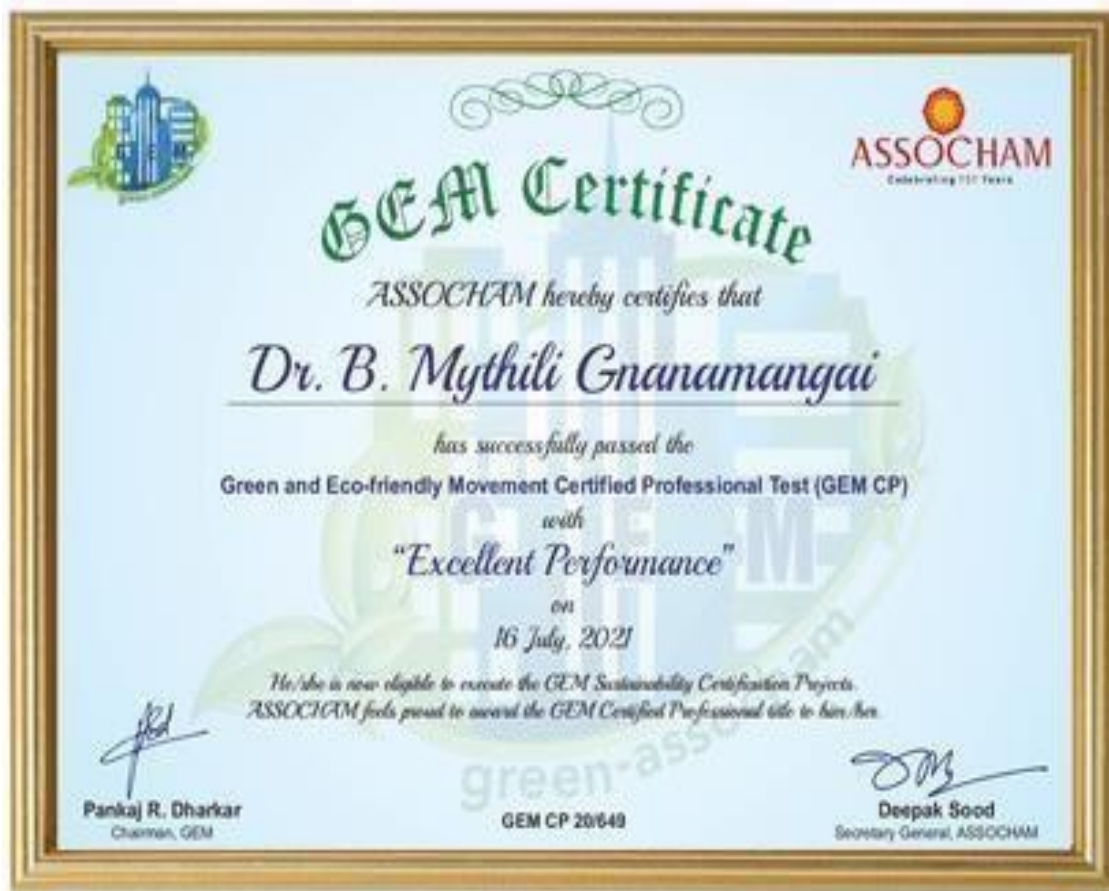 ASSOCHAM
GEM Certificate
ASSOCHAM hereby certifies that
Dr. B. Mythili Gnanamangai
has successfully passed the
Green and Eco-friendly Movement Certified Professional Test (GEM CP)
with
“Excellent Performance”
on
16 July, 2021
He/she is now eligible to execute the GEM Sustainability Certification Projects.
ASSOCHAM feels proud to award the GEM Certified Professional title to him/her.
GEM
green-assocham
Pankaj R. Dharkar
Chairman, GEM
GEM CP 20/649
Deepak Sood
Secretary General, ASSOCHAM